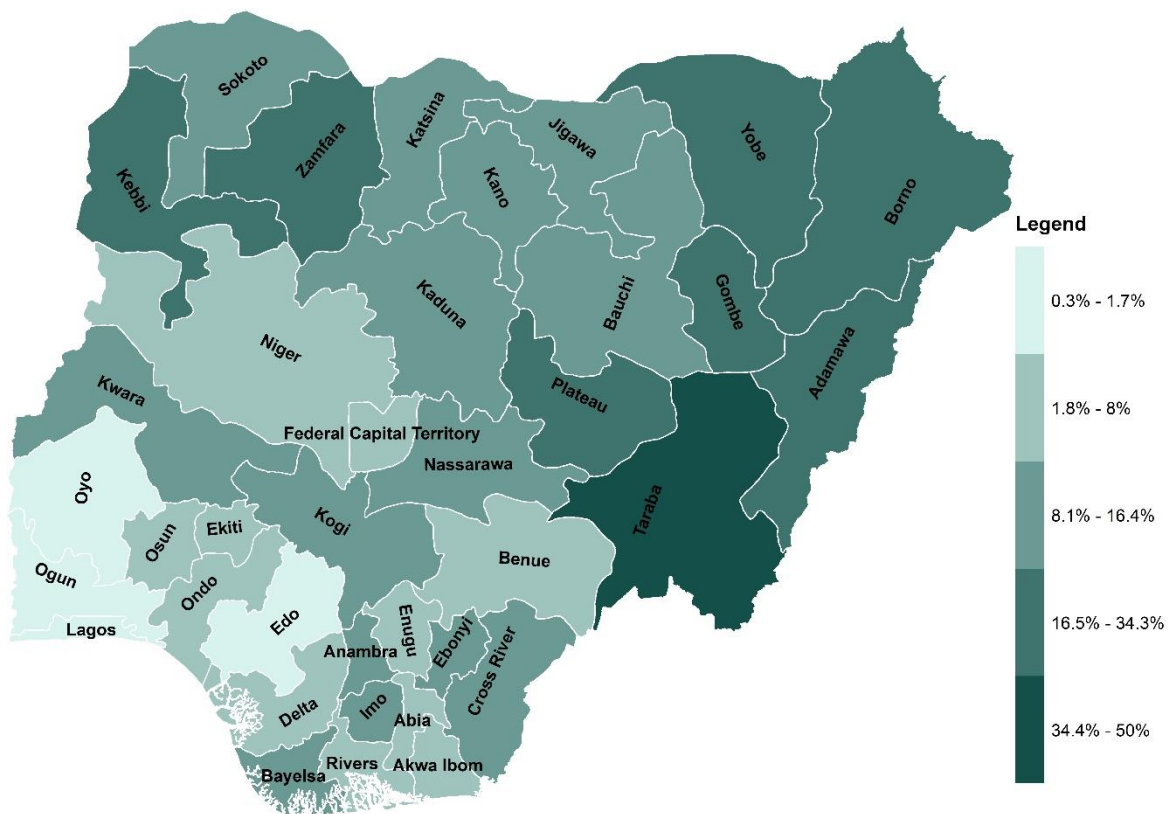 Sokoto
Kebbi
Zamfara
Katsina
Kano
Jigawa
Yobe
Borno
Kaduna
Bauchi
Gombe
Adamawa
Niger
Kwara
Plateau
Federal Capital Territory
Nassarawa
Taraba
Oyo
Osun
Ekiti
Kogi
Benue
Ogun
Ondo
Lagos
Edo
Enugu
Anambra
Ebonyi
Cross River
Delta
Imo
Abia
Bayelsa
Rivers
Akwa Ibom
Legend
0.3% - 1.7%
1.8% - 8%
8.1% - 16.4%
16.5% - 34.3%
34.4% - 50%